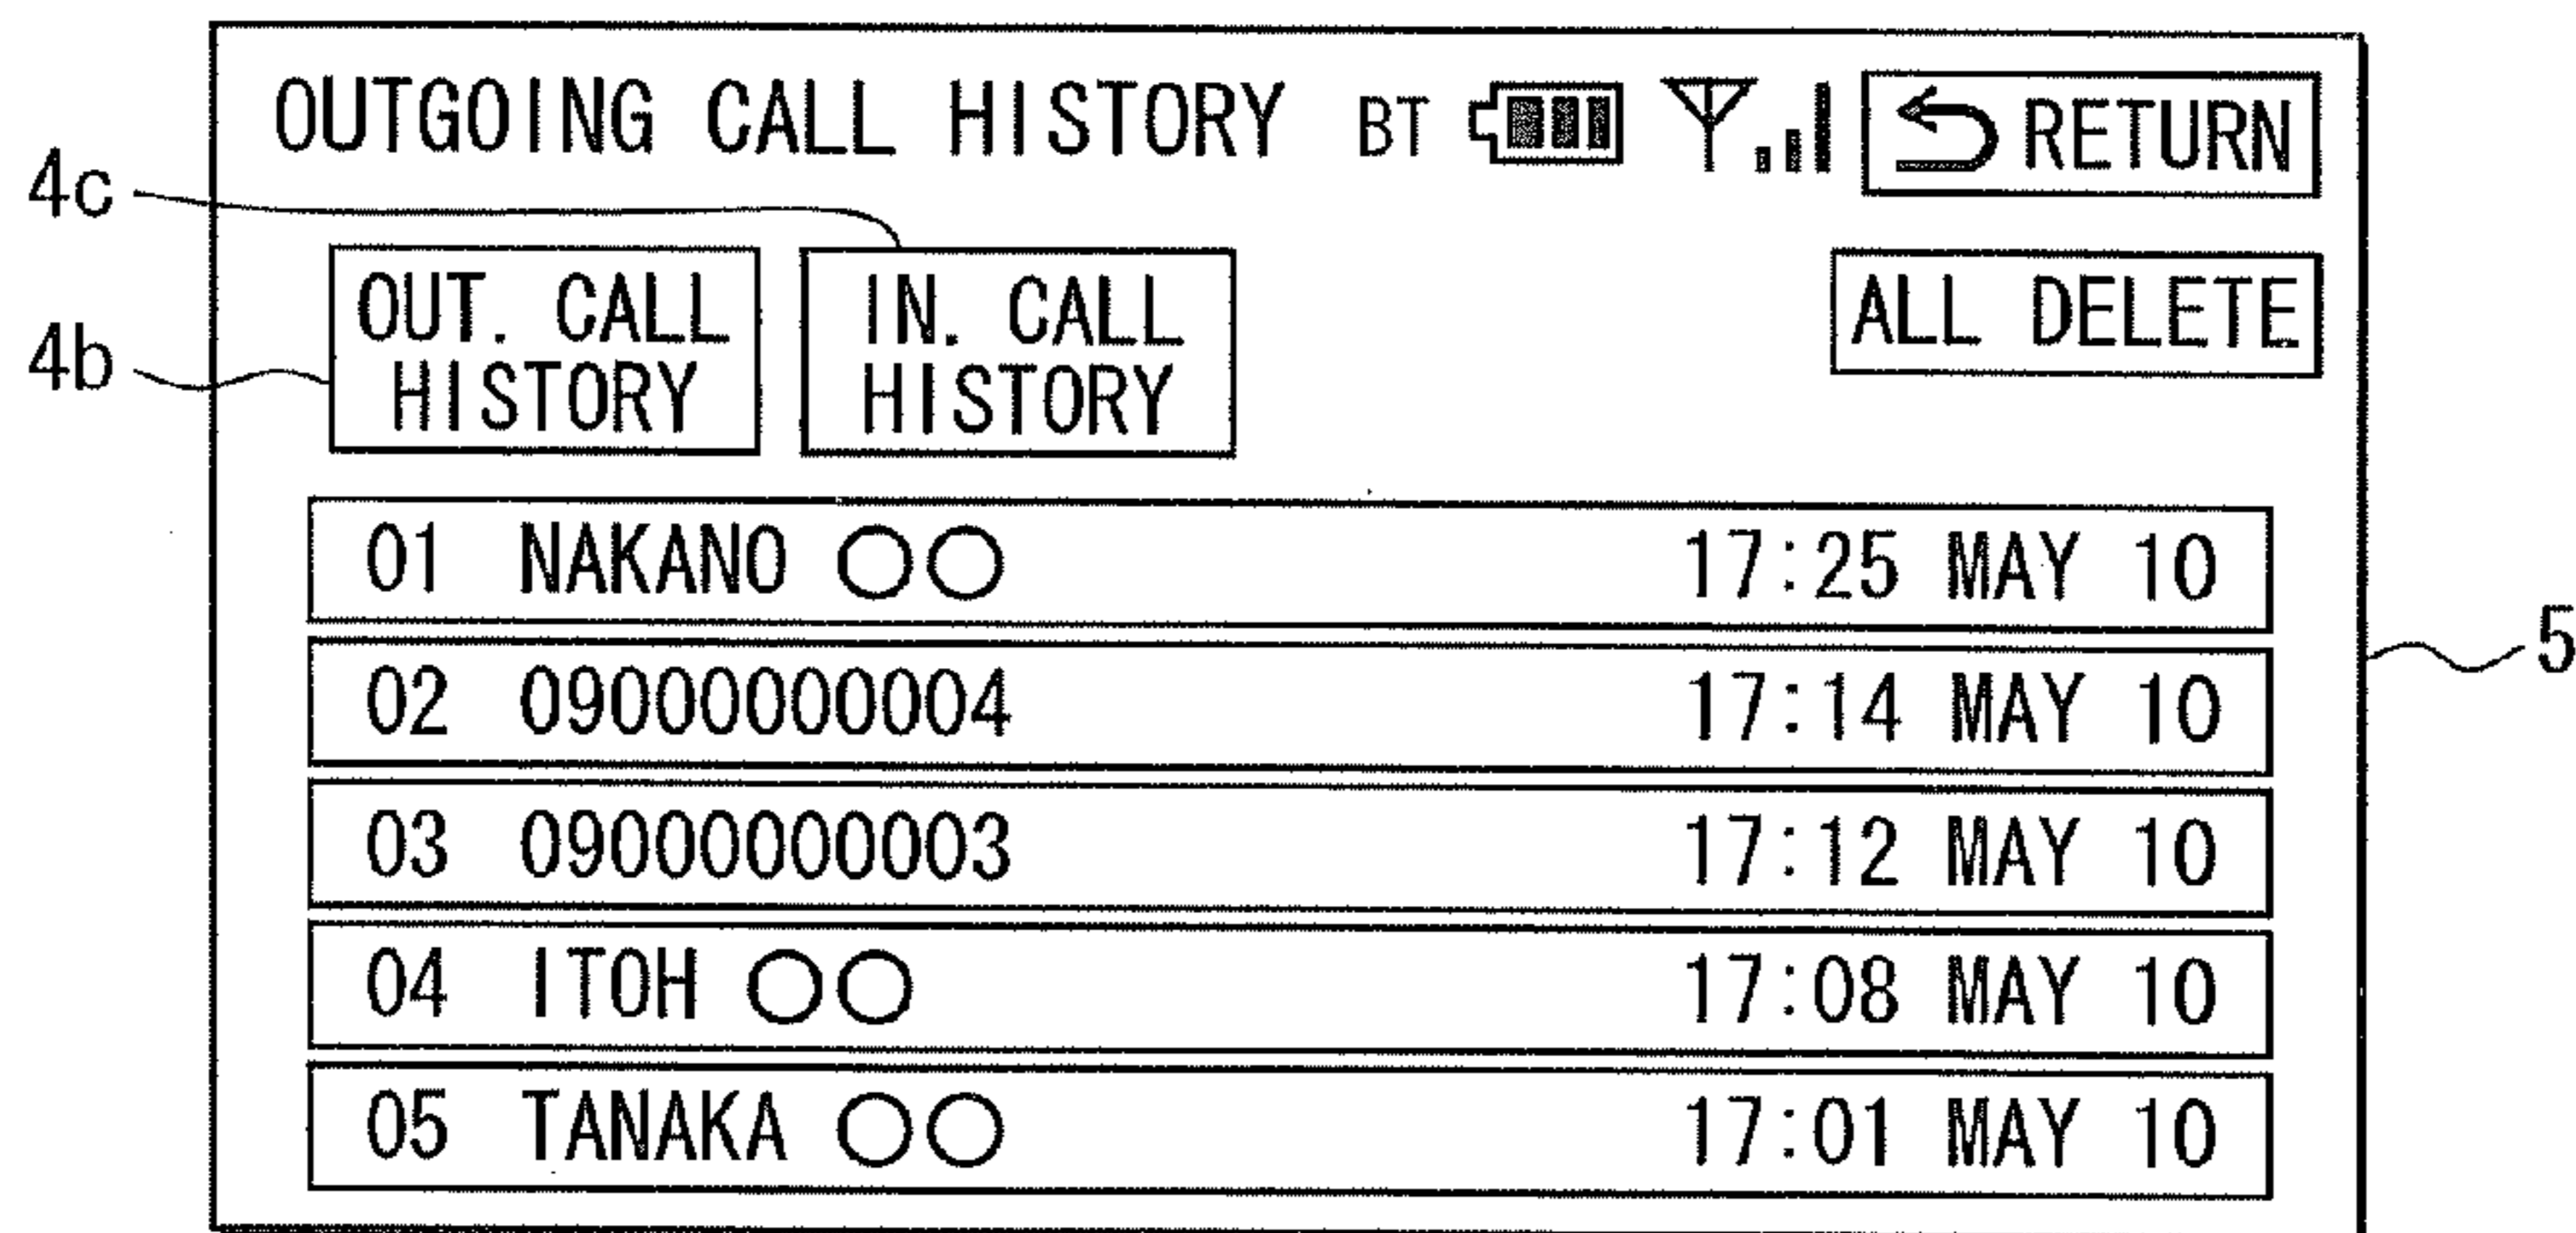 OUTGOING CALL HISTORY BT RETURN
4c
OUT. CALL HISTORY
IN. CALL HISTORY
ALL DELETE
4b
01 NAKANO ○○ 17:25 MAY 10
02 09000000004 17:14 MAY 10
5
03 09000000003 17:12 MAY 10
04 ITOH ○○ 17:08 MAY 10
05 TANAKA ○○ 17:01 MAY 10